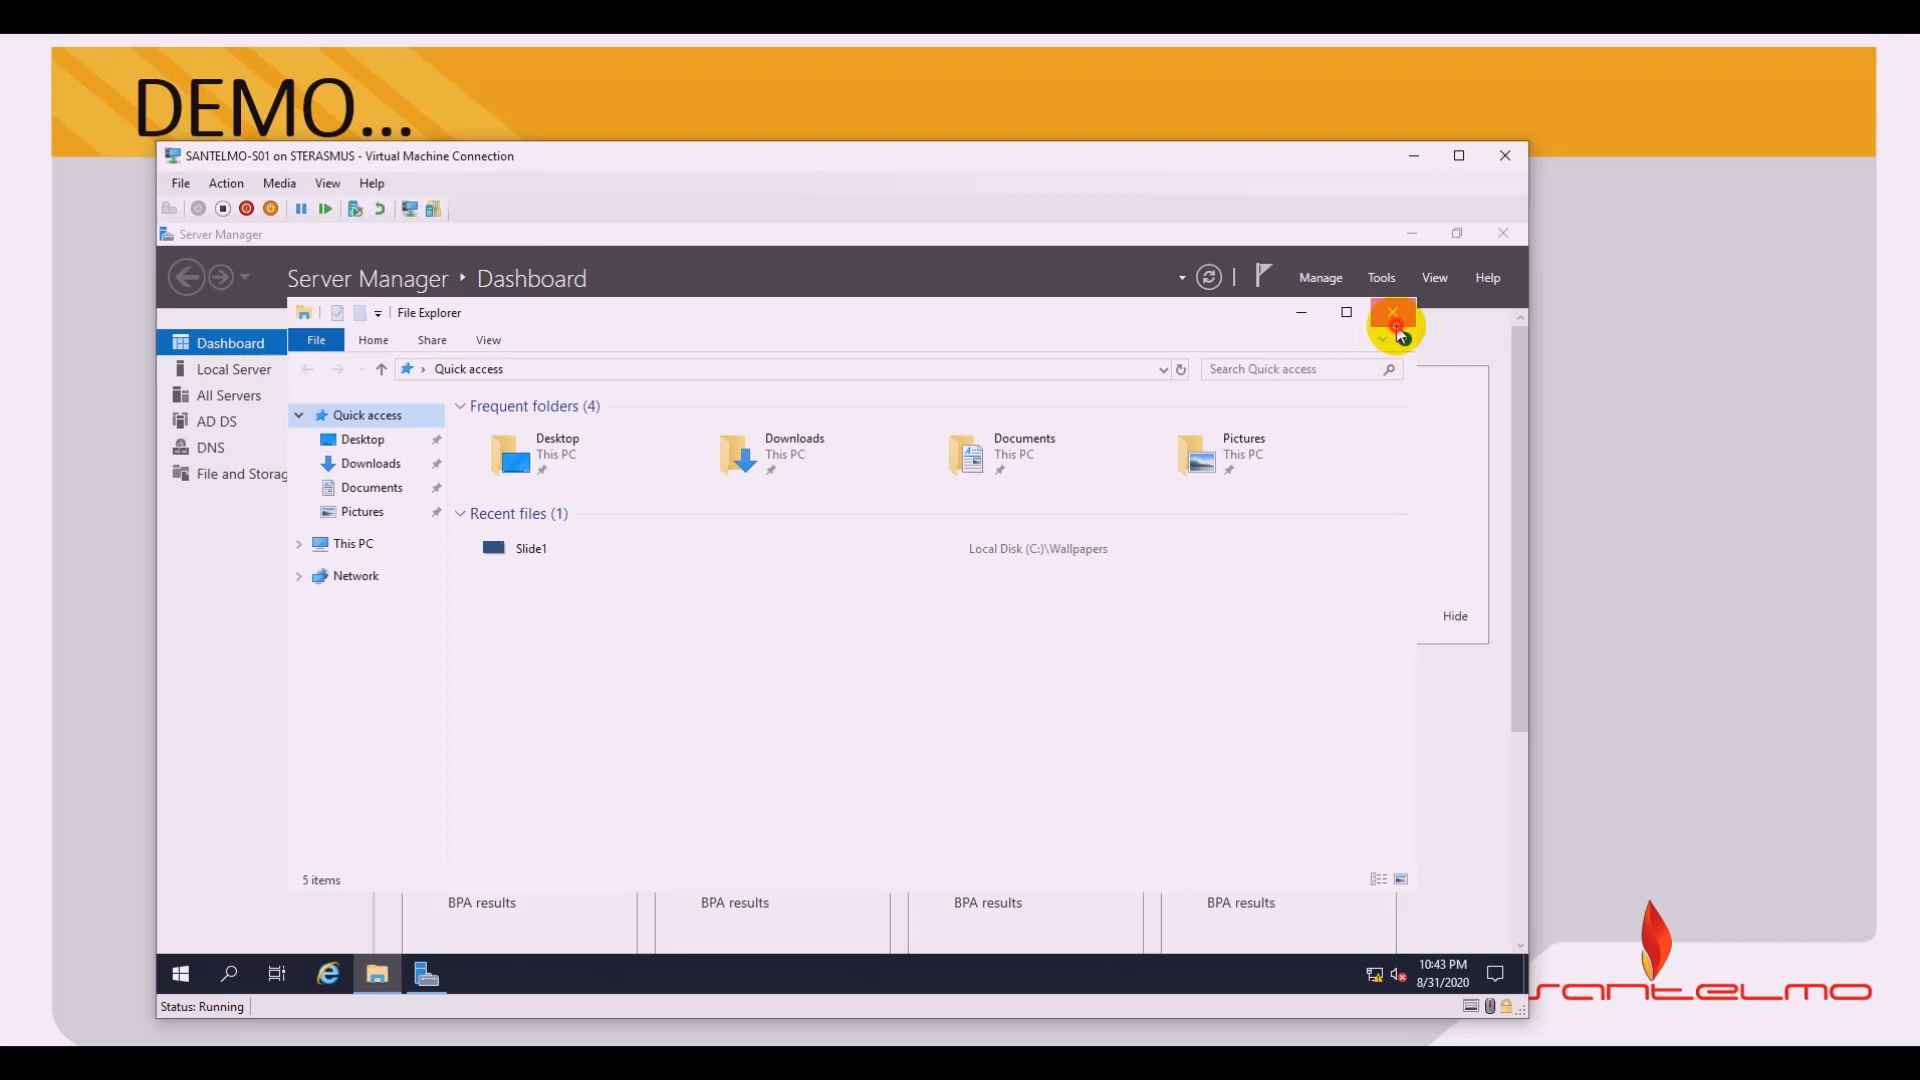 DEMO...
SANTELMO-S01 on STERASMUS - Virtual Machine Connection
File Action Media View Help
Server Manager
Server Manager Dashboard
Manage Tools View Help
File Explorer
File Home Share View
Quick access
Search Quick access
Dashboard
Local Server
All Servers
AD DS
DNS
File and Storag
Quick access
Desktop
Downloads
Documents
Pictures
This PC
Network
Frequent folders (4)
Desktop
This PC
Downloads
This PC
Documents
This PC
Pictures
This PC
Recent files (1)
Slide1 Local Disk (C:)\Wallpapers
Hide
5 items
BPA results BPA results BPA results BPA results
10:43 PM
8/31/2020
Status: Running
santelmo